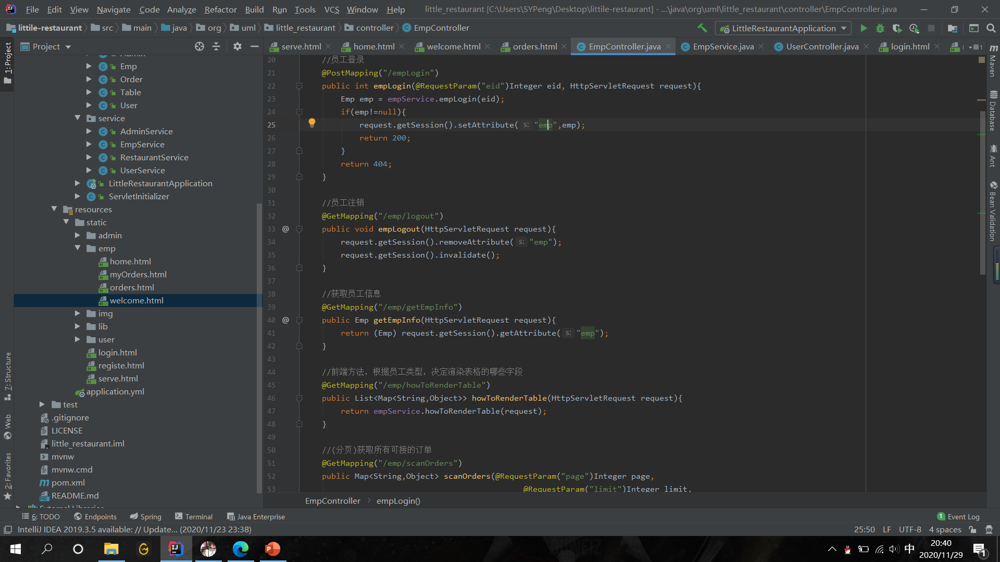 File Edit View Navigate Code Analyze Refactor Build Run Tools VCS Window Help little_restaurant [C:\Users\SYPeng\Desktop\littile-restaurant] - ...\java\org\uml\little_restaurant\controller\EmpController.java
littile-restaurant src main java org uml little_restaurant controller EmpController LittleRestaurantApplication
Project
serve.html home.html welcome.html orders.html EmpController.java EmpService.java UserController.java login.html
1: Project
7: Structure
Web
2: Favorites
Emp
Order
Table
User
service
AdminService
EmpService
RestaurantService
UserService
LittleRestaurantApplication
ServletInitializer
resources
static
admin
emp
home.html
myOrders.html
orders.html
welcome.html
img
lib
user
login.html
registe.html
serve.html
application.yml
test
.gitignore
LICENSE
little_restaurant.iml
mvnw
mvnw.cmd
pom.xml
README.md
External Libraries
20 //员工登录
21 @PostMapping("/empLogin")
22 public int empLogin(@RequestParam("eid")Integer eid, HttpServletRequest request){
23 Emp emp = empService.empLogin(eid);
24 if(emp!=null){
25 request.getSession().setAttribute( s: "emp",emp);
26 return 200;
27 }
28 return 404;
29 }
30
31 //员工注销
32 @GetMapping("/emp/logout")
33 @ public void empLogout(HttpServletRequest request){
34 request.getSession().removeAttribute( s: "emp");
35 request.getSession().invalidate();
36 }
37
38 //获取员工信息
39 @GetMapping("/emp/getEmpInfo")
40 @ public Emp getEmpInfo(HttpServletRequest request){
41 return (Emp) request.getSession().getAttribute( s: "emp");
42 }
43
44 //前端方法，根据员工类型，决定渲染表格的哪些字段
45 @GetMapping("/emp/howToRenderTable")
46 public List<Map<String,Object>> howToRenderTable(HttpServletRequest request){
47 return empService.howToRenderTable(request);
48 }
49
50 //(分页)获取所有可接的订单
51 @GetMapping("/emp/scanOrders")
52 public Map<String,Object> scanOrders(@RequestParam("page")Integer page,
53 @RequestParam("limit")Integer limit,
Maven
Database
Ant
Bean Validation
EmpController empLogin()
6: TODO Endpoints Spring Terminal Java Enterprise 1 Event Log
IntelliJ IDEA 2019.3.5 available: // Update... (2020/11/23 23:38) 25:50 LF UTF-8 4 spaces
中 20:40
2020/11/29 1